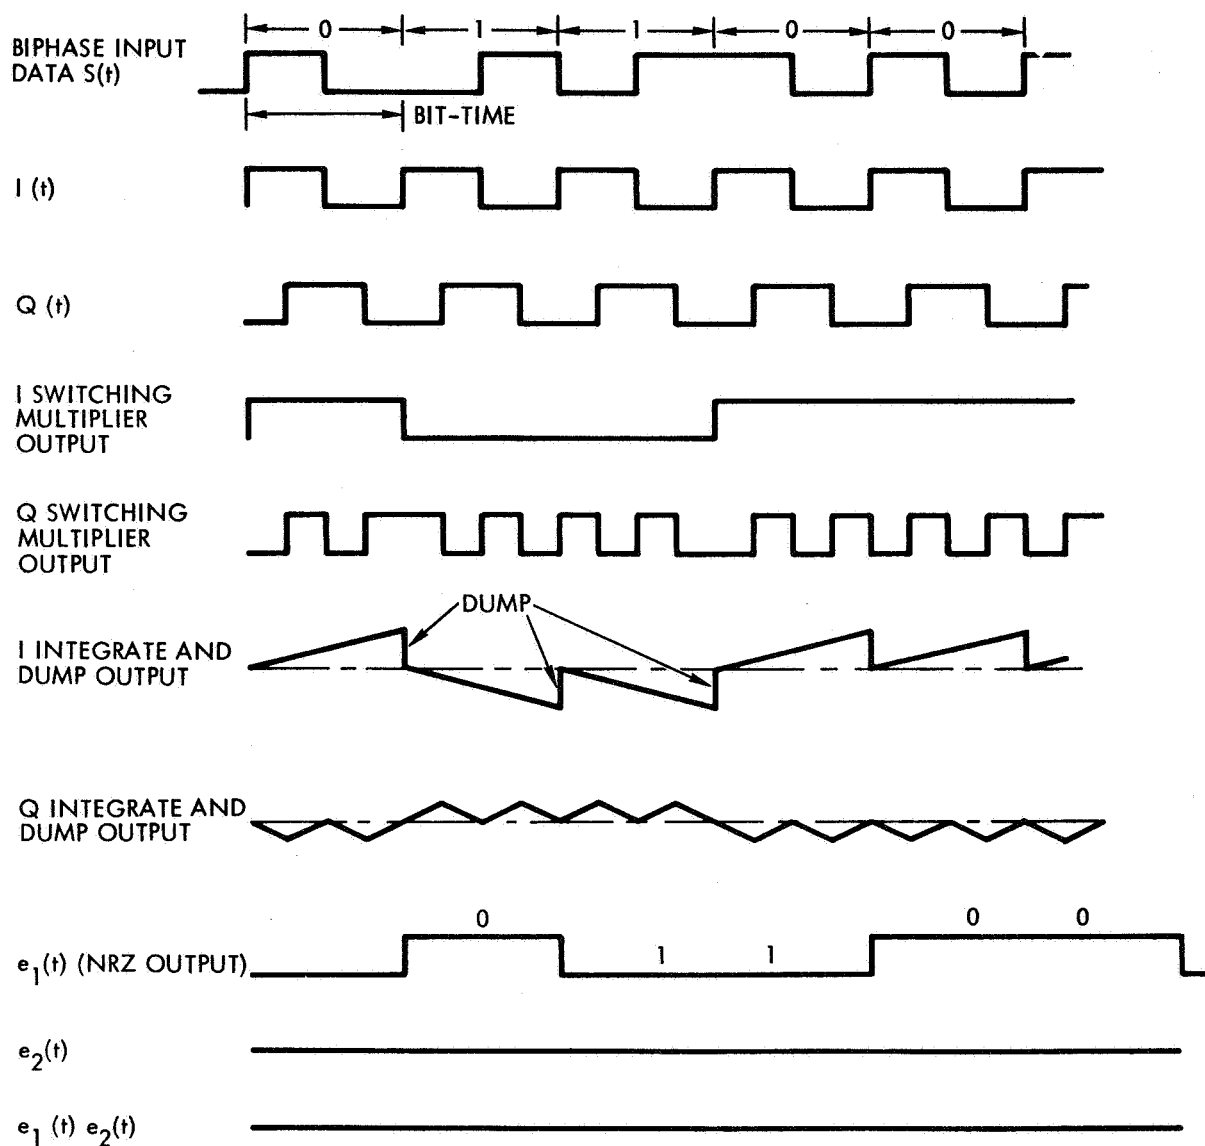 0 1 1 0 0
BIPHASE INPUT
DATA S(t)
BIT-TIME
I (t)
Q (t)
I SWITCHING
MULTIPLIER
OUTPUT
Q SWITCHING
MULTIPLIER
OUTPUT
DUMP
I INTEGRATE AND
DUMP OUTPUT
Q INTEGRATE AND
DUMP OUTPUT
0 1 1 0 0
e1(t) (NRZ OUTPUT)
e2(t)
e1 (t) e2(t)